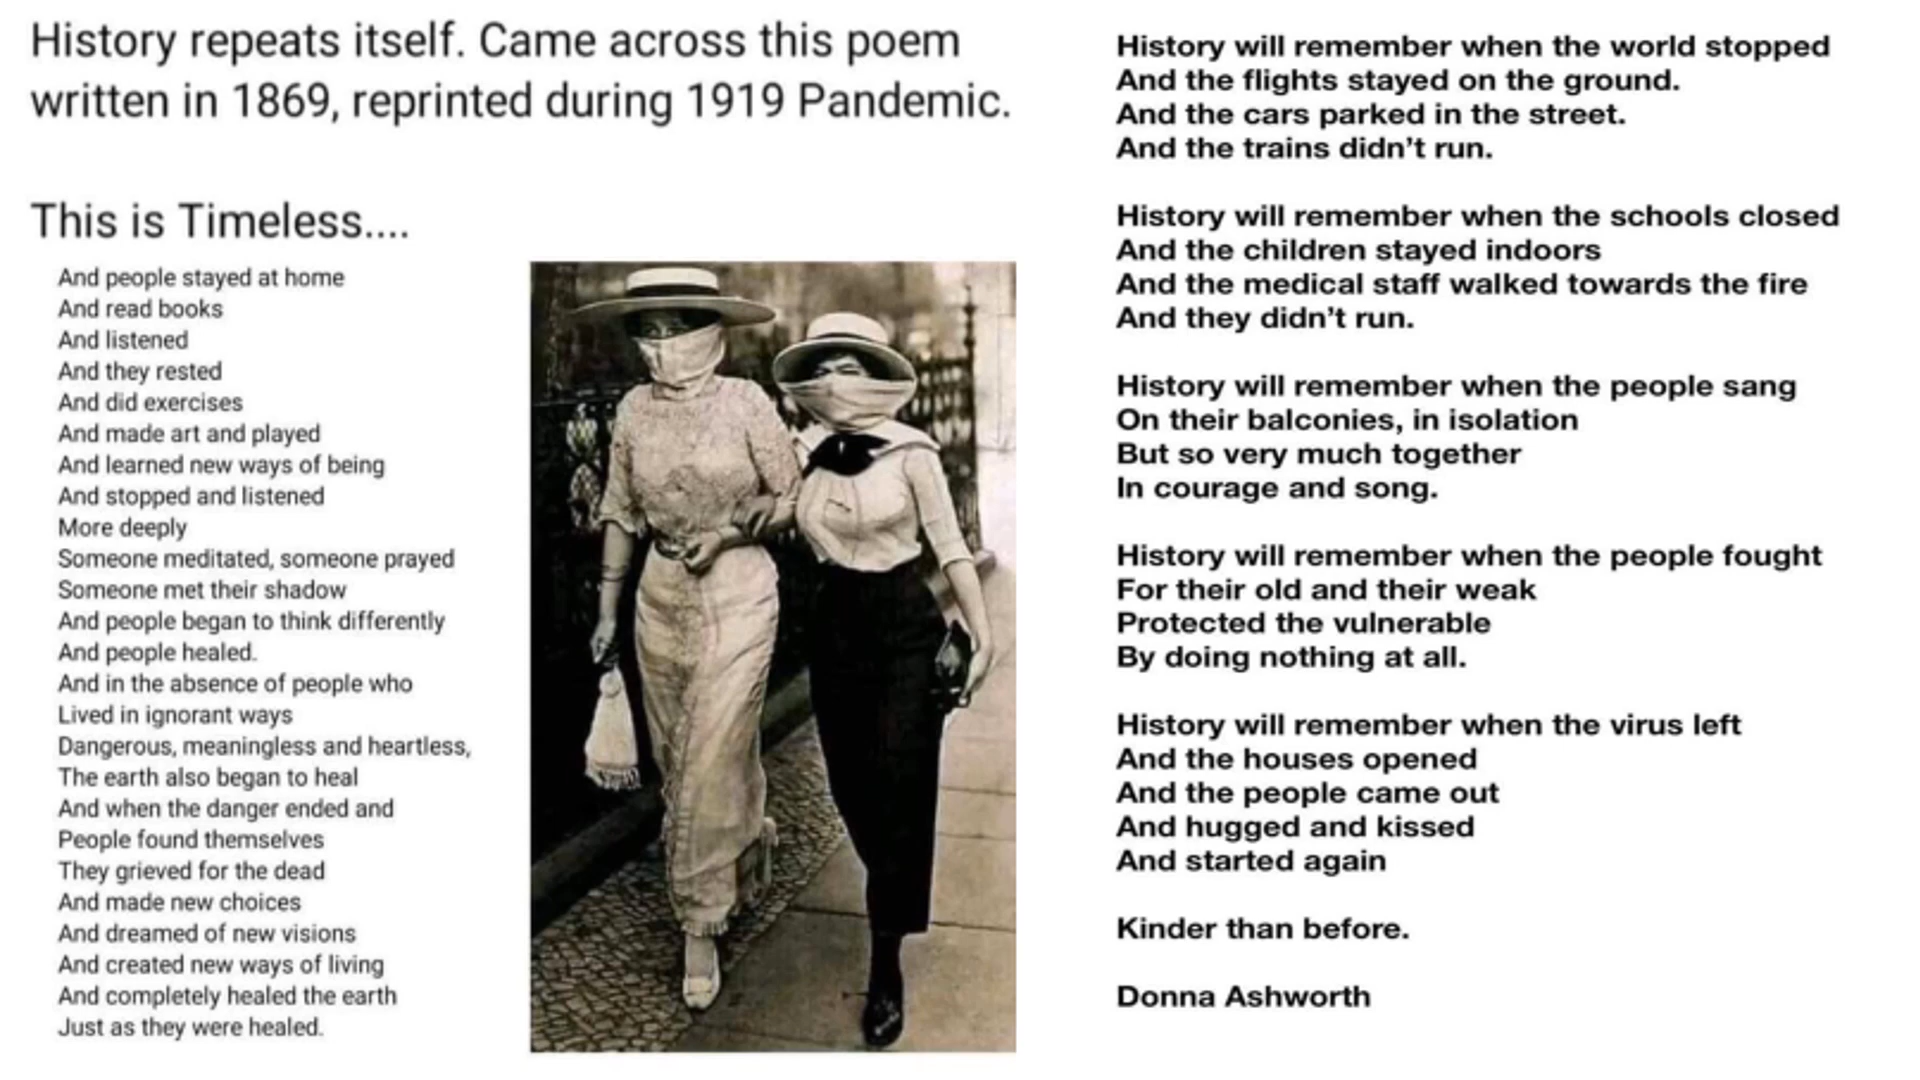 History repeats itself. Came across this poem
written in 1869, reprinted during 1919 Pandemic.
This is Timeless....
And people stayed at home
And read books
And listened
And they rested
And did exercises
And made art and played
And learned new ways of being
And stopped and listened
More deeply
Someone meditated, someone prayed
Someone met their shadow
And people began to think differently
And people healed.
And in the absence of people who
Lived in ignorant ways
Dangerous, meaningless and heartless,
The earth also began to heal
And when the danger ended and
People found themselves
They grieved for the dead
And made new choices
And dreamed of new visions
And created new ways of living
And completely healed the earth
Just as they were healed.
History will remember when the world stopped
And the flights stayed on the ground.
And the cars parked in the street.
And the trains didn’t run.
History will remember when the schools closed
And the children stayed indoors
And the medical staff walked towards the fire
And they didn’t run.
History will remember when the people sang
On their balconies, in isolation
But so very much together
In courage and song.
History will remember when the people fought
For their old and their weak
Protected the vulnerable
By doing nothing at all.
History will remember when the virus left
And the houses opened
And the people came out
And hugged and kissed
And started again
Kinder than before.
Donna Ashworth